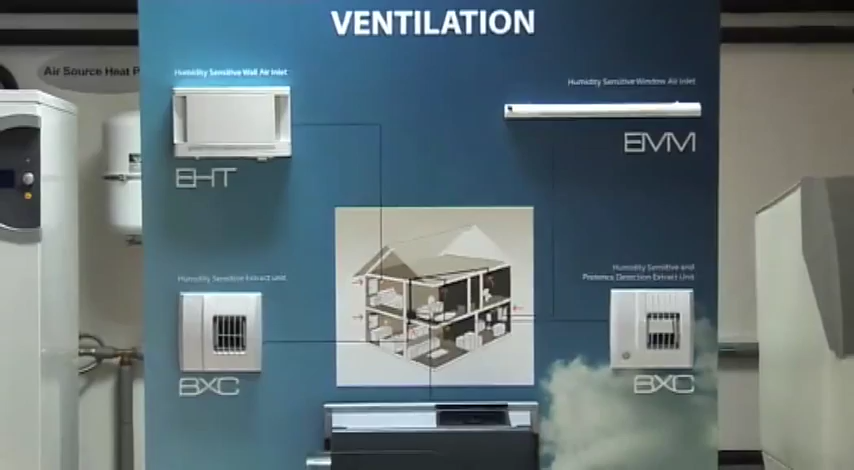 VENTILATION
Air Source Heat P
Humidity Sensitive Wall Air Inlet
Humidity Sensitive Window Air Inlet
EHT
EMM
Humidity Sensitive Extract unit
Humidity Sensitive and
Presence Detection Extract Unit
BXC
BXC